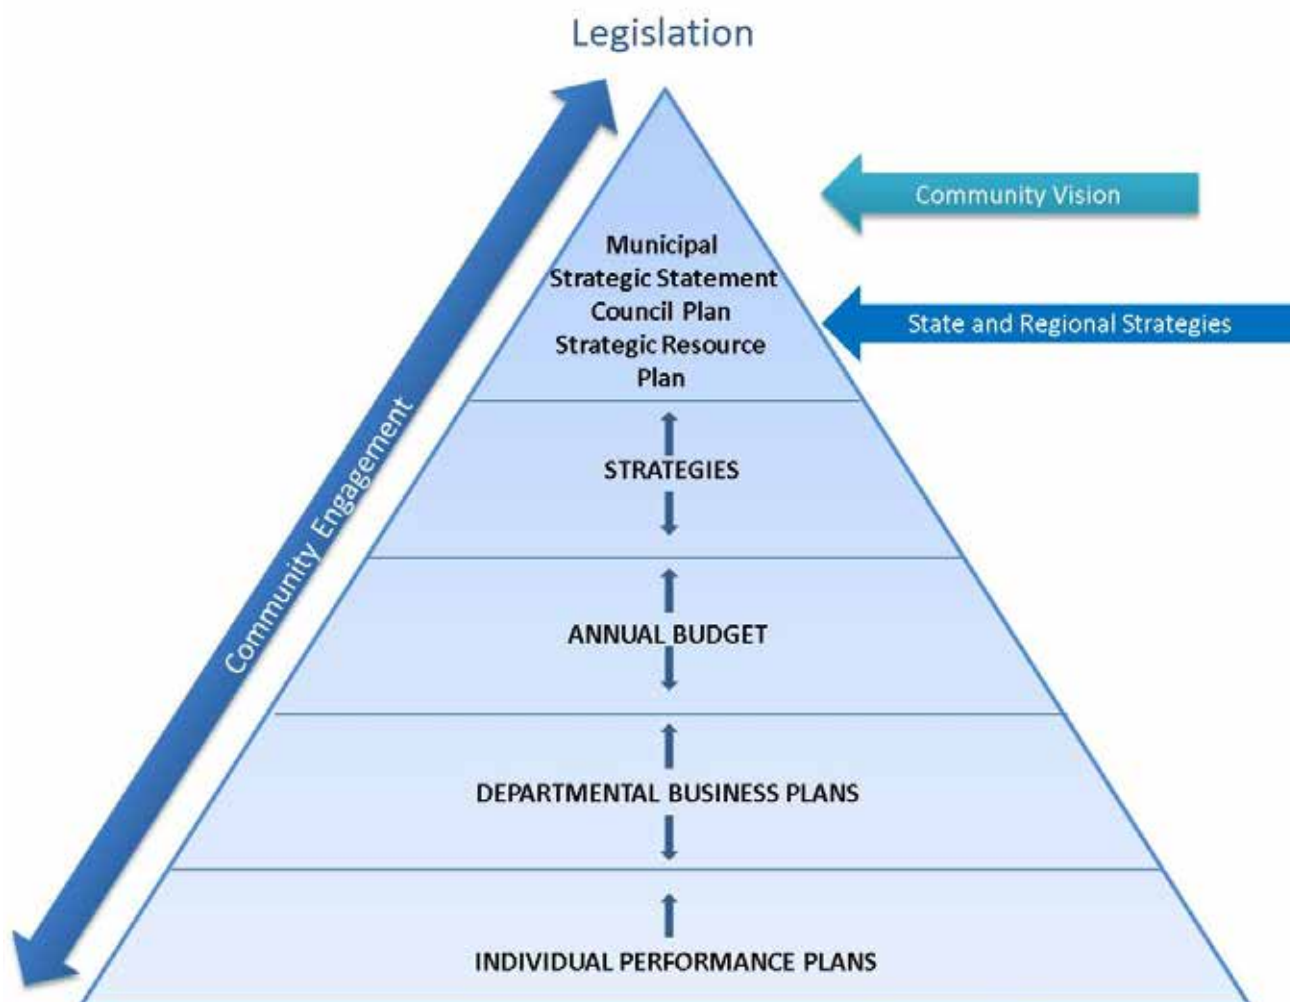 Legislation
Community Vision
Municipal
Strategic Statement
Council Plan
Strategic Resource
Plan
State and Regional Strategies
Community Engagement
STRATEGIES
ANNUAL BUDGET
DEPARTMENTAL BUSINESS PLANS
INDIVIDUAL PERFORMANCE PLANS